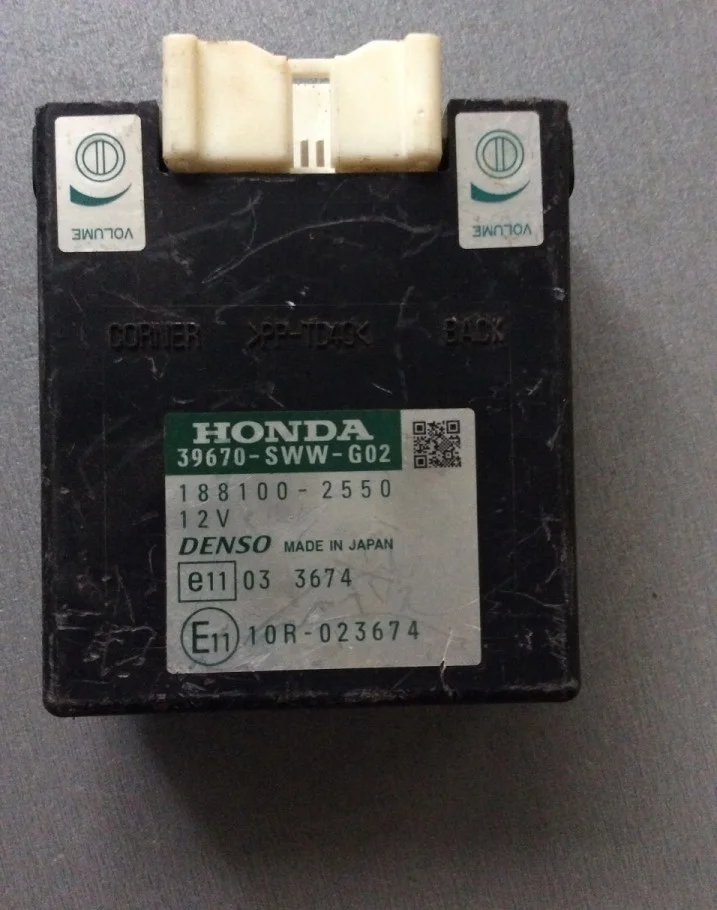 VOLUME
VOLUME
CORNER >PP-TD40< BACK
HONDA
39670-SWW-G02
188100-2550
12V
DENSO MADE IN JAPAN
e11 03 3674
E11 10R-023674